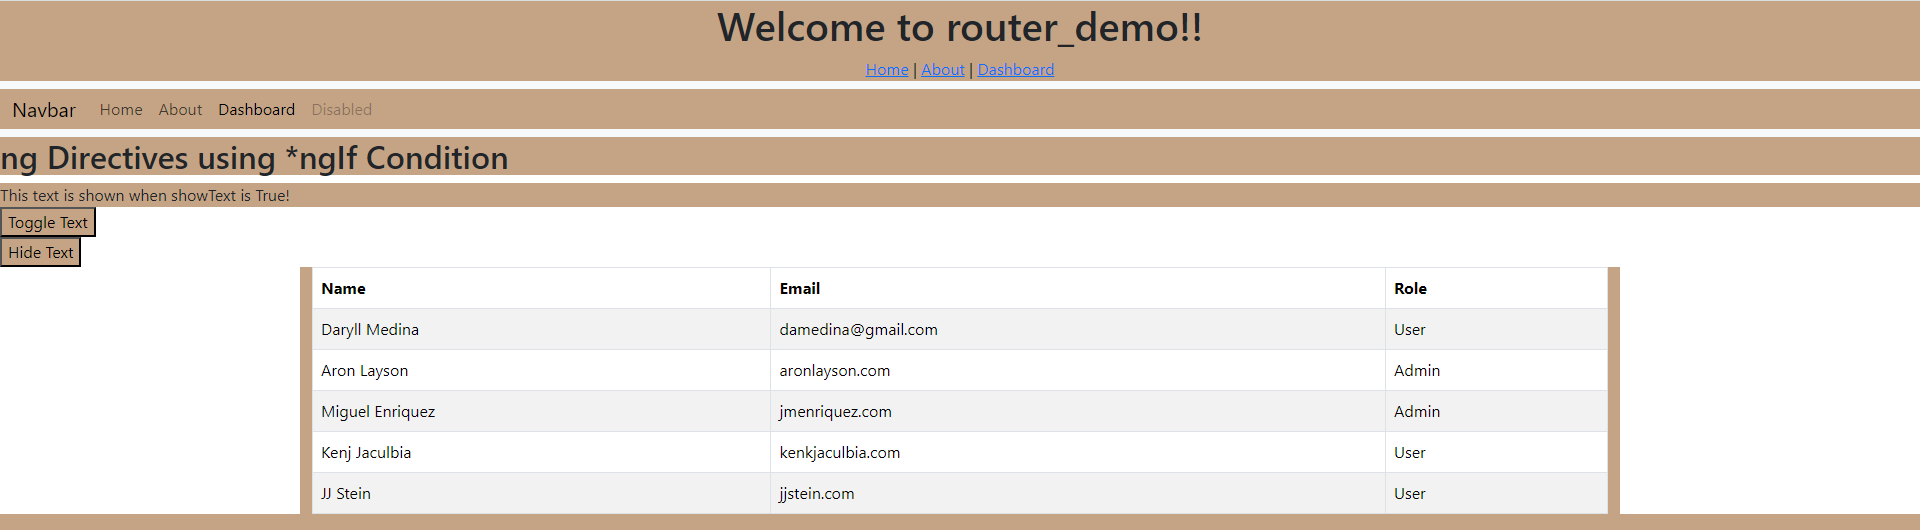 Welcome to router_demo!!
Home | About | Dashboard
Navbar Home About Dashboard Disabled
ng Directives using *ngIf Condition
This text is shown when showText is True!
Toggle Text
Hide Text
Name Email Role
Daryll Medina damedina@gmail.com User
Aron Layson aronlayson.com Admin
Miguel Enriquez jmenriquez.com Admin
Kenj Jaculbia kenkjaculbia.com User
JJ Stein jjstein.com User